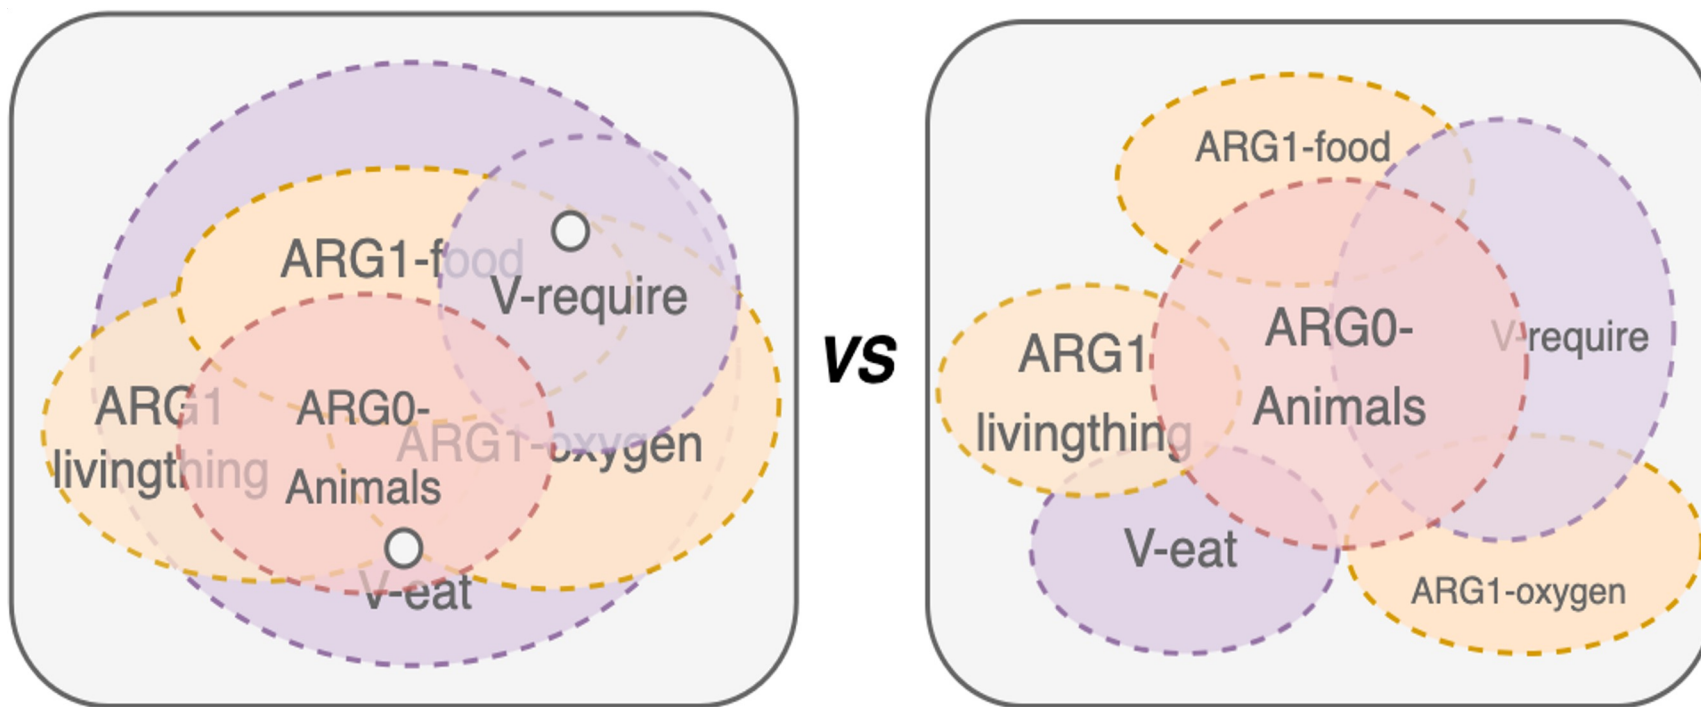 ARG1-food
V-require
ARG1
livingthing
ARG0-
Animals
ARG1-oxygen
V-eat
vs
ARG1-food
ARG1
livingthing
ARG0-
Animals
V-require
V-eat
ARG1-oxygen